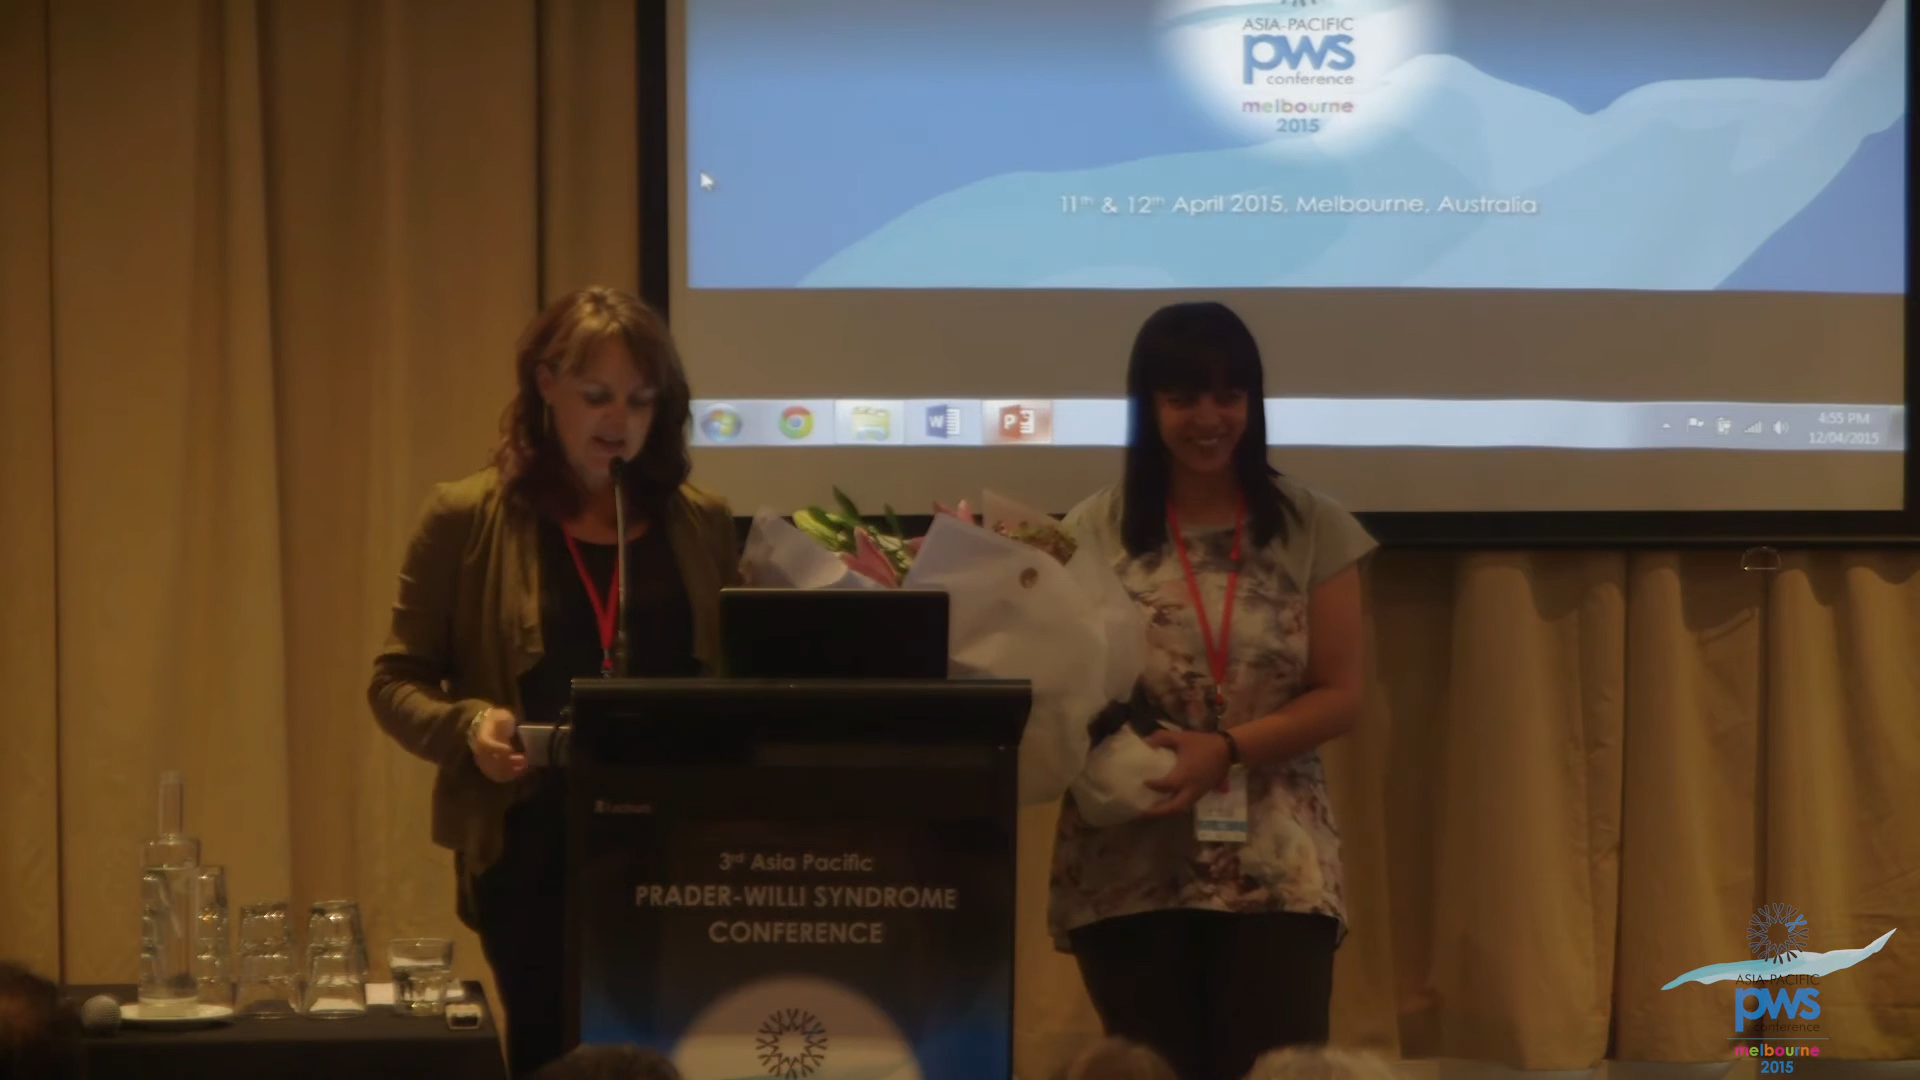 ASIA-PACIFIC
pws
conference
melbourne
2015
11th & 12th April 2015, Melbourne, Australia
4:55 PM
12/04/2015
3rd Asia Pacific
PRADER-WILLI SYNDROME
CONFERENCE
ASIA-PACIFIC
pws
conference
melbourne
2015